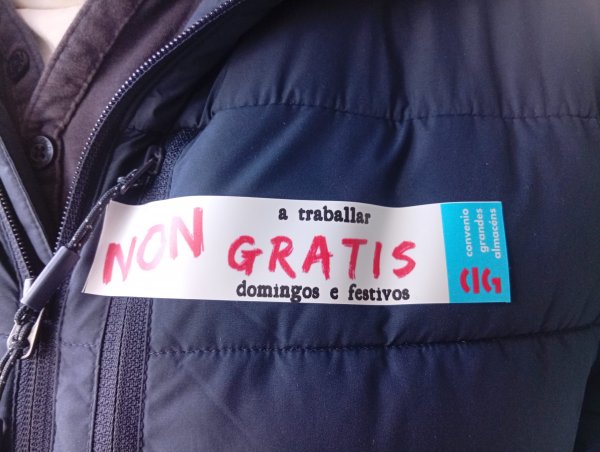 NON
a traballar
GRATIS
domingos e festivos
convenio
grandes
almacéns
CIG